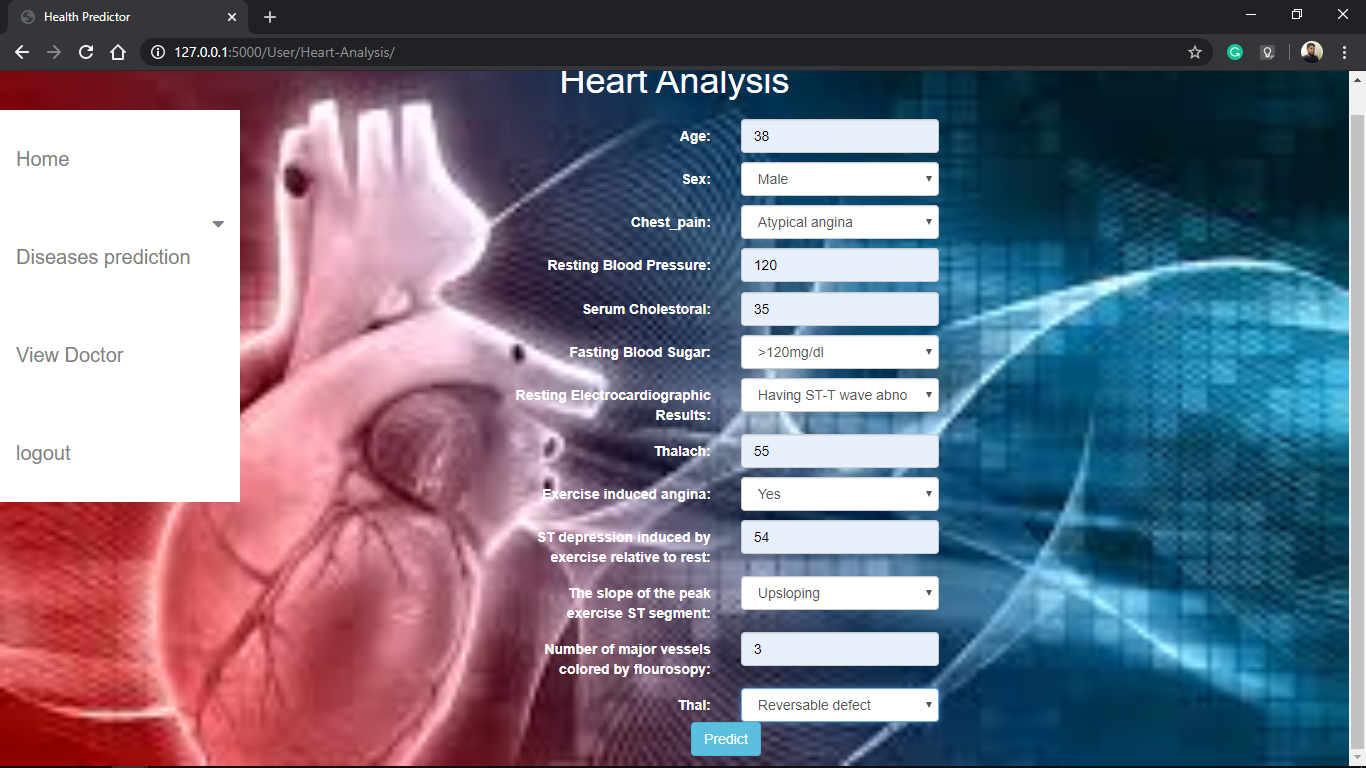 Health Predictor
127.0.0.1:5000/User/Heart-Analysis/
Heart Analysis
Home
Diseases prediction
View Doctor
logout
Age: 38
Sex: Male
Chest_pain: Atypical angina
Resting Blood Pressure: 120
Serum Cholestoral: 35
Fasting Blood Sugar: >120mg/dl
Resting Electrocardiographic
Results: Having ST-T wave abno
Thalach: 55
Exercise induced angina: Yes
ST depression induced by
exercise relative to rest: 54
The slope of the peak
exercise ST segment: Upsloping
Number of major vessels
colored by flourosopy: 3
Thal: Reversable defect
Predict